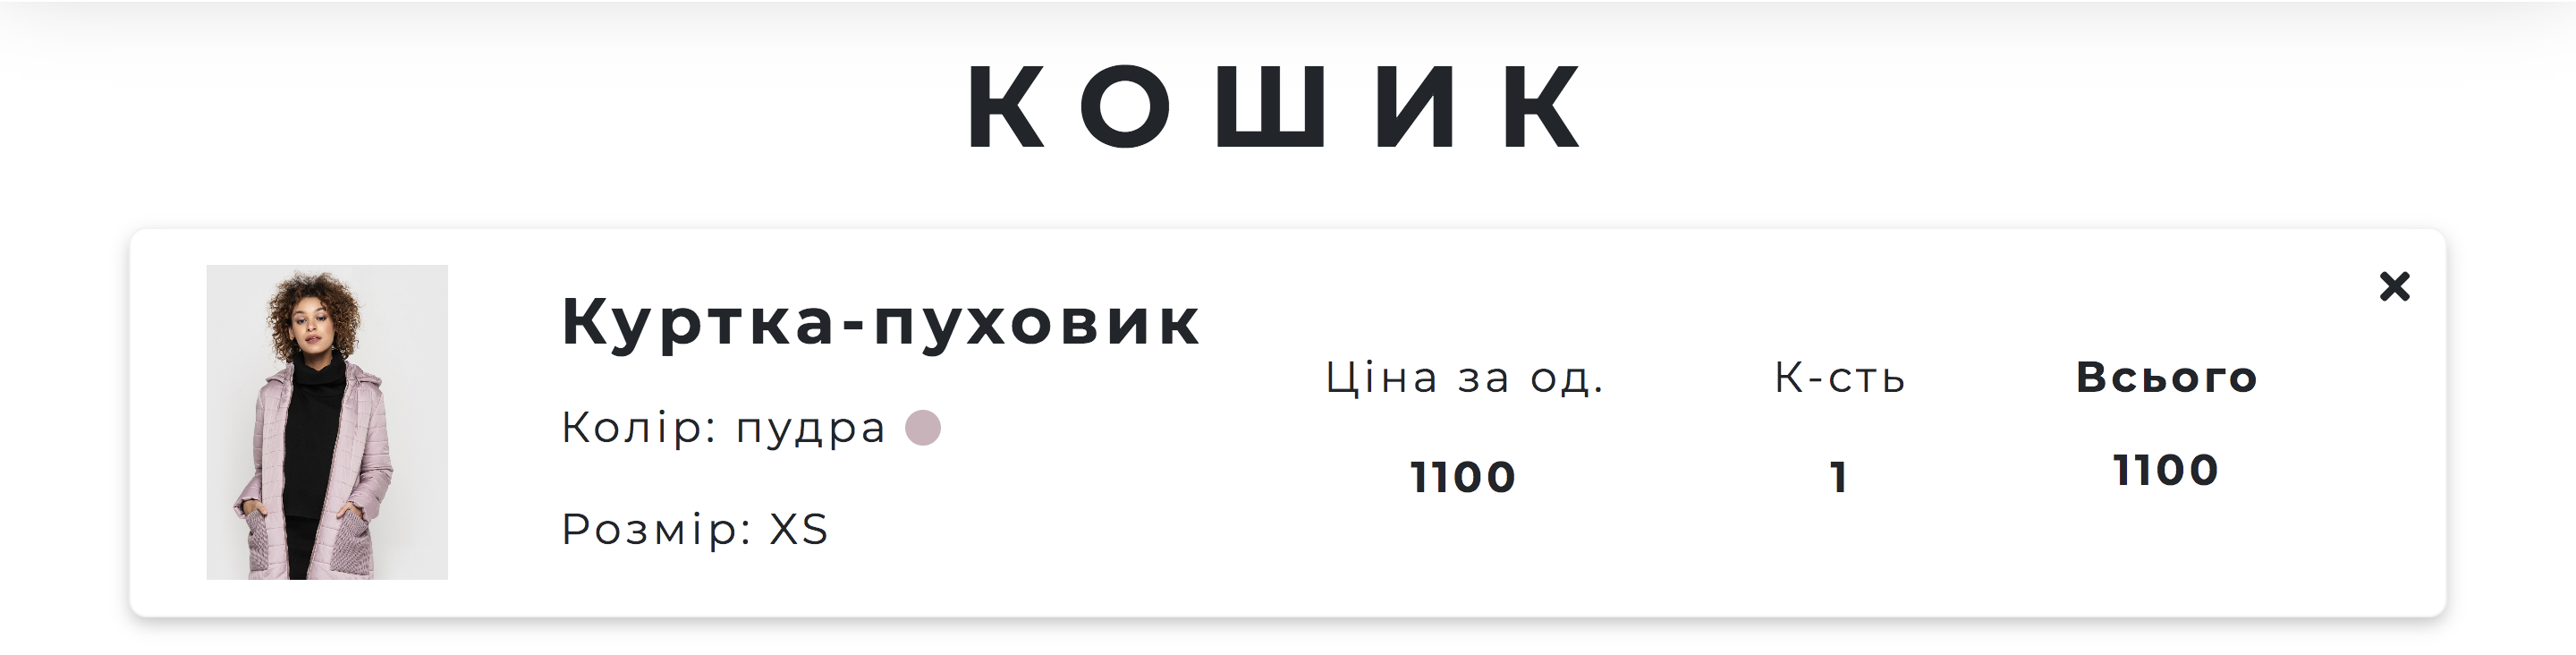 КОШИК
Куртка-пуховик
Колір: пудра
Розмір: XS
Ціна за од.
1100
К-сть
1
Всього
1100